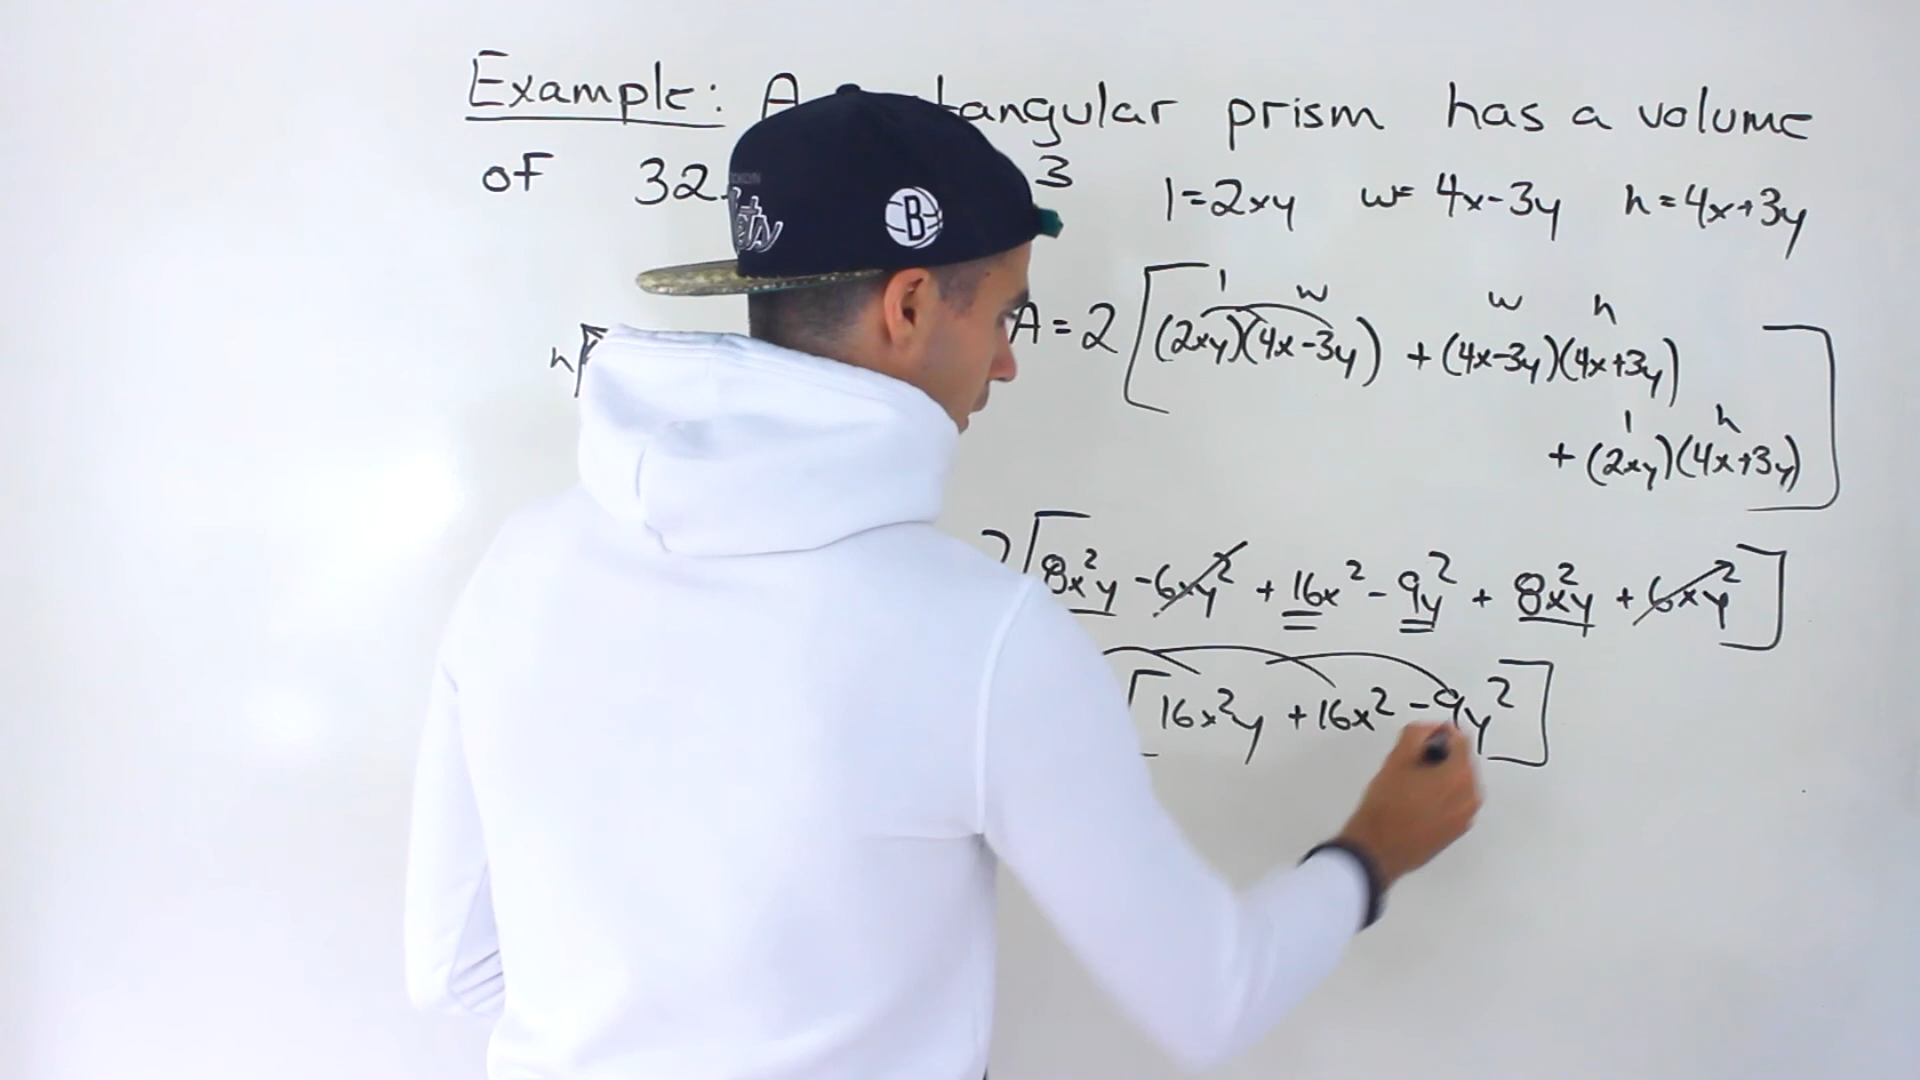 Example: A tangular prism has a volume
of 32 3 l=2xy w=4x-3y h=4x+3y
l w w h
h A=2[(2xy)(4x-3y)+(4x-3y)(4x+3y)
l h
+(2xy)(4x+3y)]
2[8x²y-6xy²+16x²-9y²+8x²y+6xy²]
[16x²y+16x²-9y²]
B